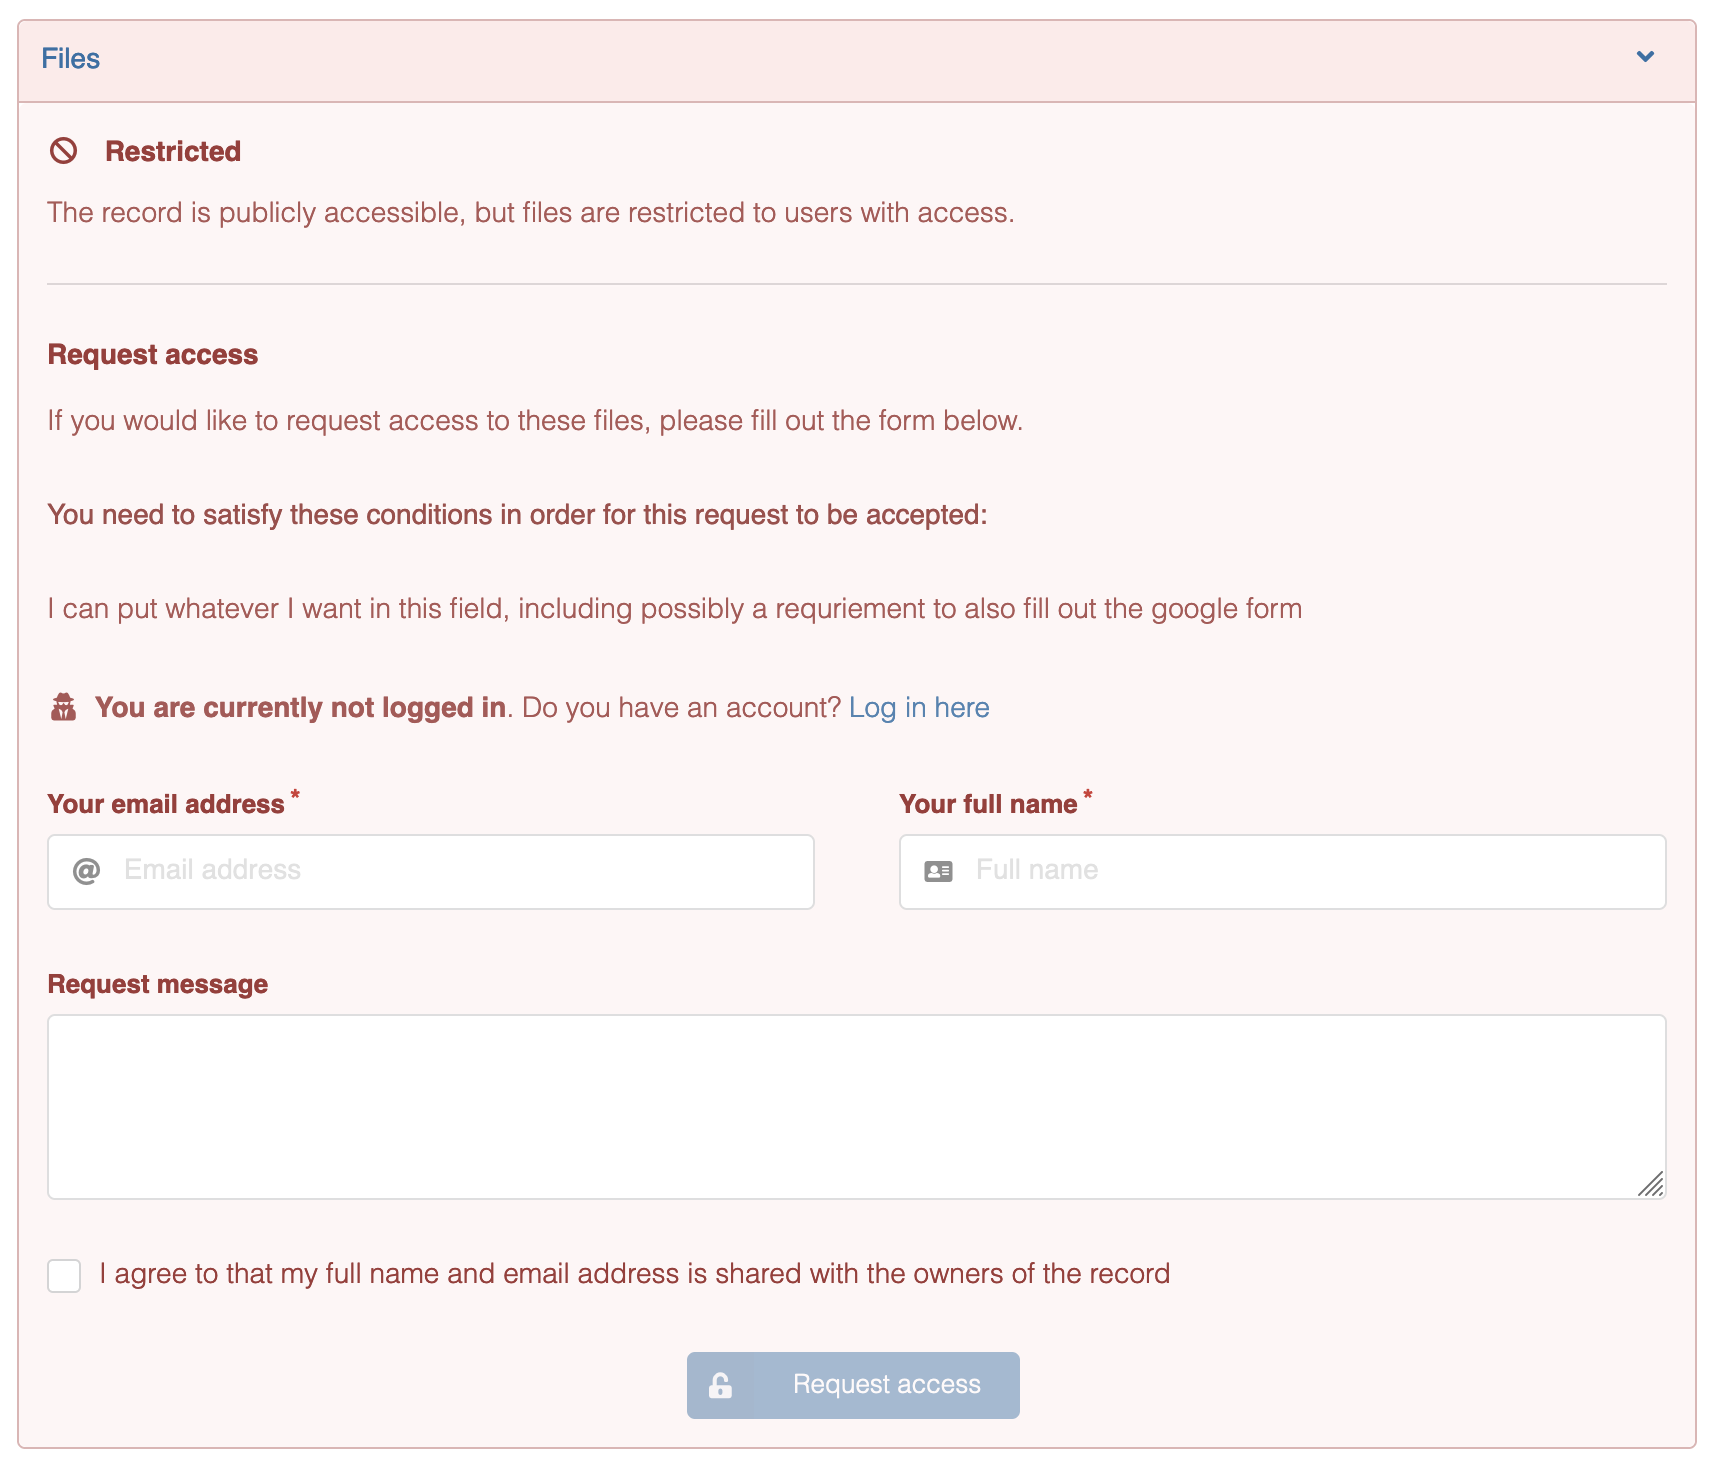 Files
Restricted
The record is publicly accessible, but files are restricted to users with access.
Request access
If you would like to request access to these files, please fill out the form below.
You need to satisfy these conditions in order for this request to be accepted:
I can put whatever I want in this field, including possibly a requriement to also fill out the google form
You are currently not logged in. Do you have an account? Log in here
Your email address *
Your full name *
@ Email address
Full name
Request message
I agree to that my full name and email address is shared with the owners of the record
Request access